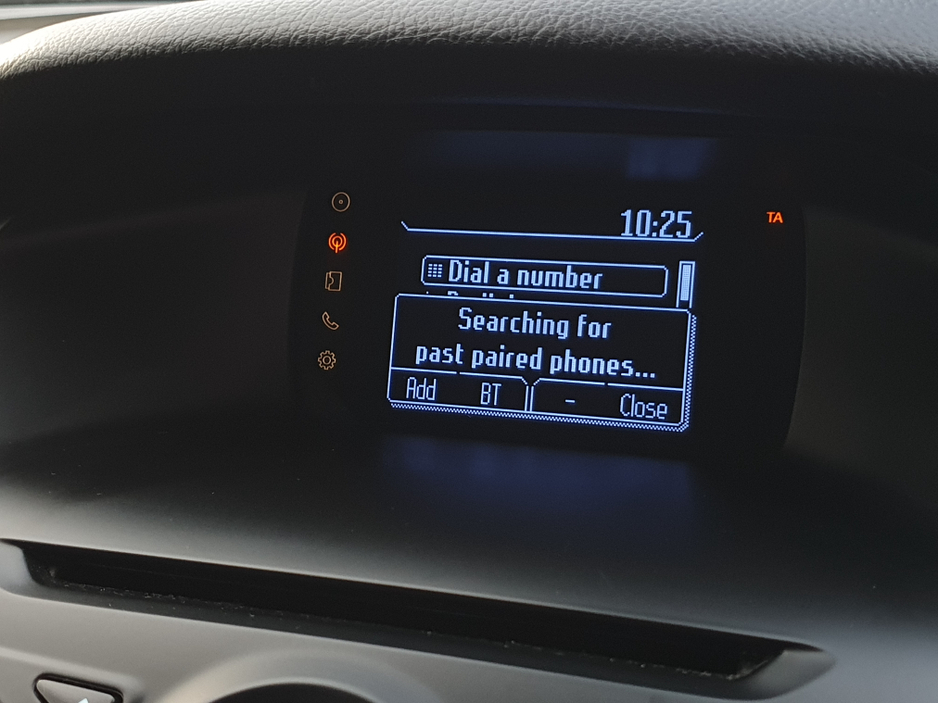 10:25
TA
Dial a number
Searching for
past paired phones...
Add BT - Close